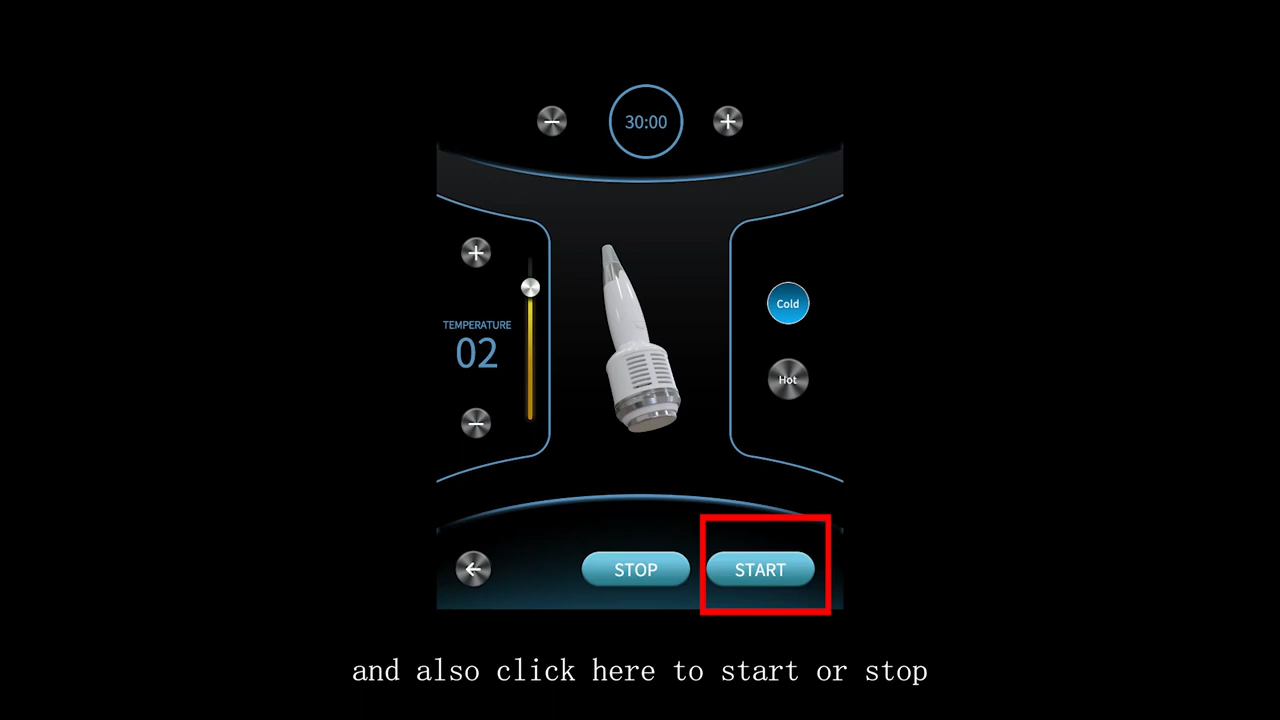 30:00
TEMPERATURE
02
Cold
Hot
STOP
START
and also click here to start or stop